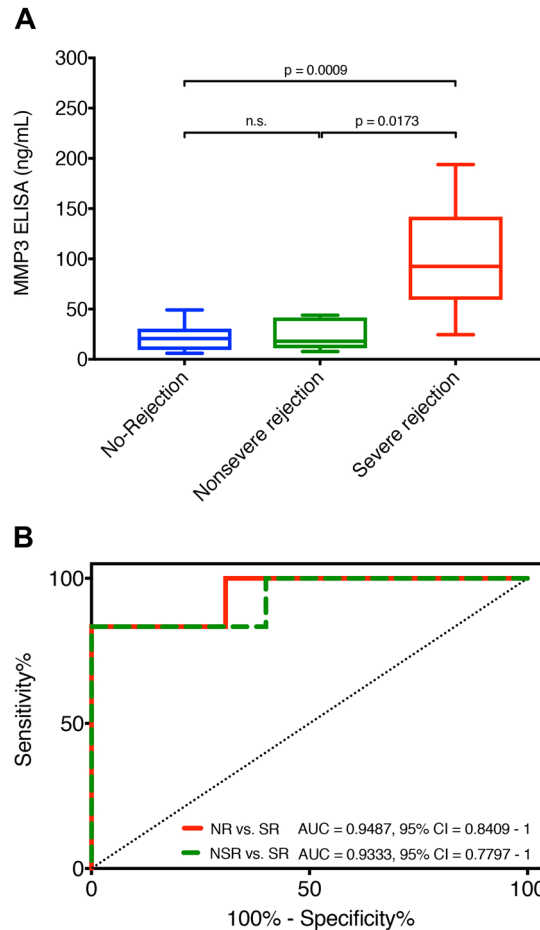 A
300
250
200
150
100
50
0
MMP3 ELISA (ng/mL)
p = 0.0009
n.s.
p = 0.0173
No-Rejection
Nonsevere rejection
Severe rejection
B
100
50
0
Sensitivity%
NR vs. SR AUC = 0.9487, 95% CI = 0.8409 - 1
NSR vs. SR AUC = 0.9333, 95% CI = 0.7797 - 1
0
50
100
100% - Specificity%